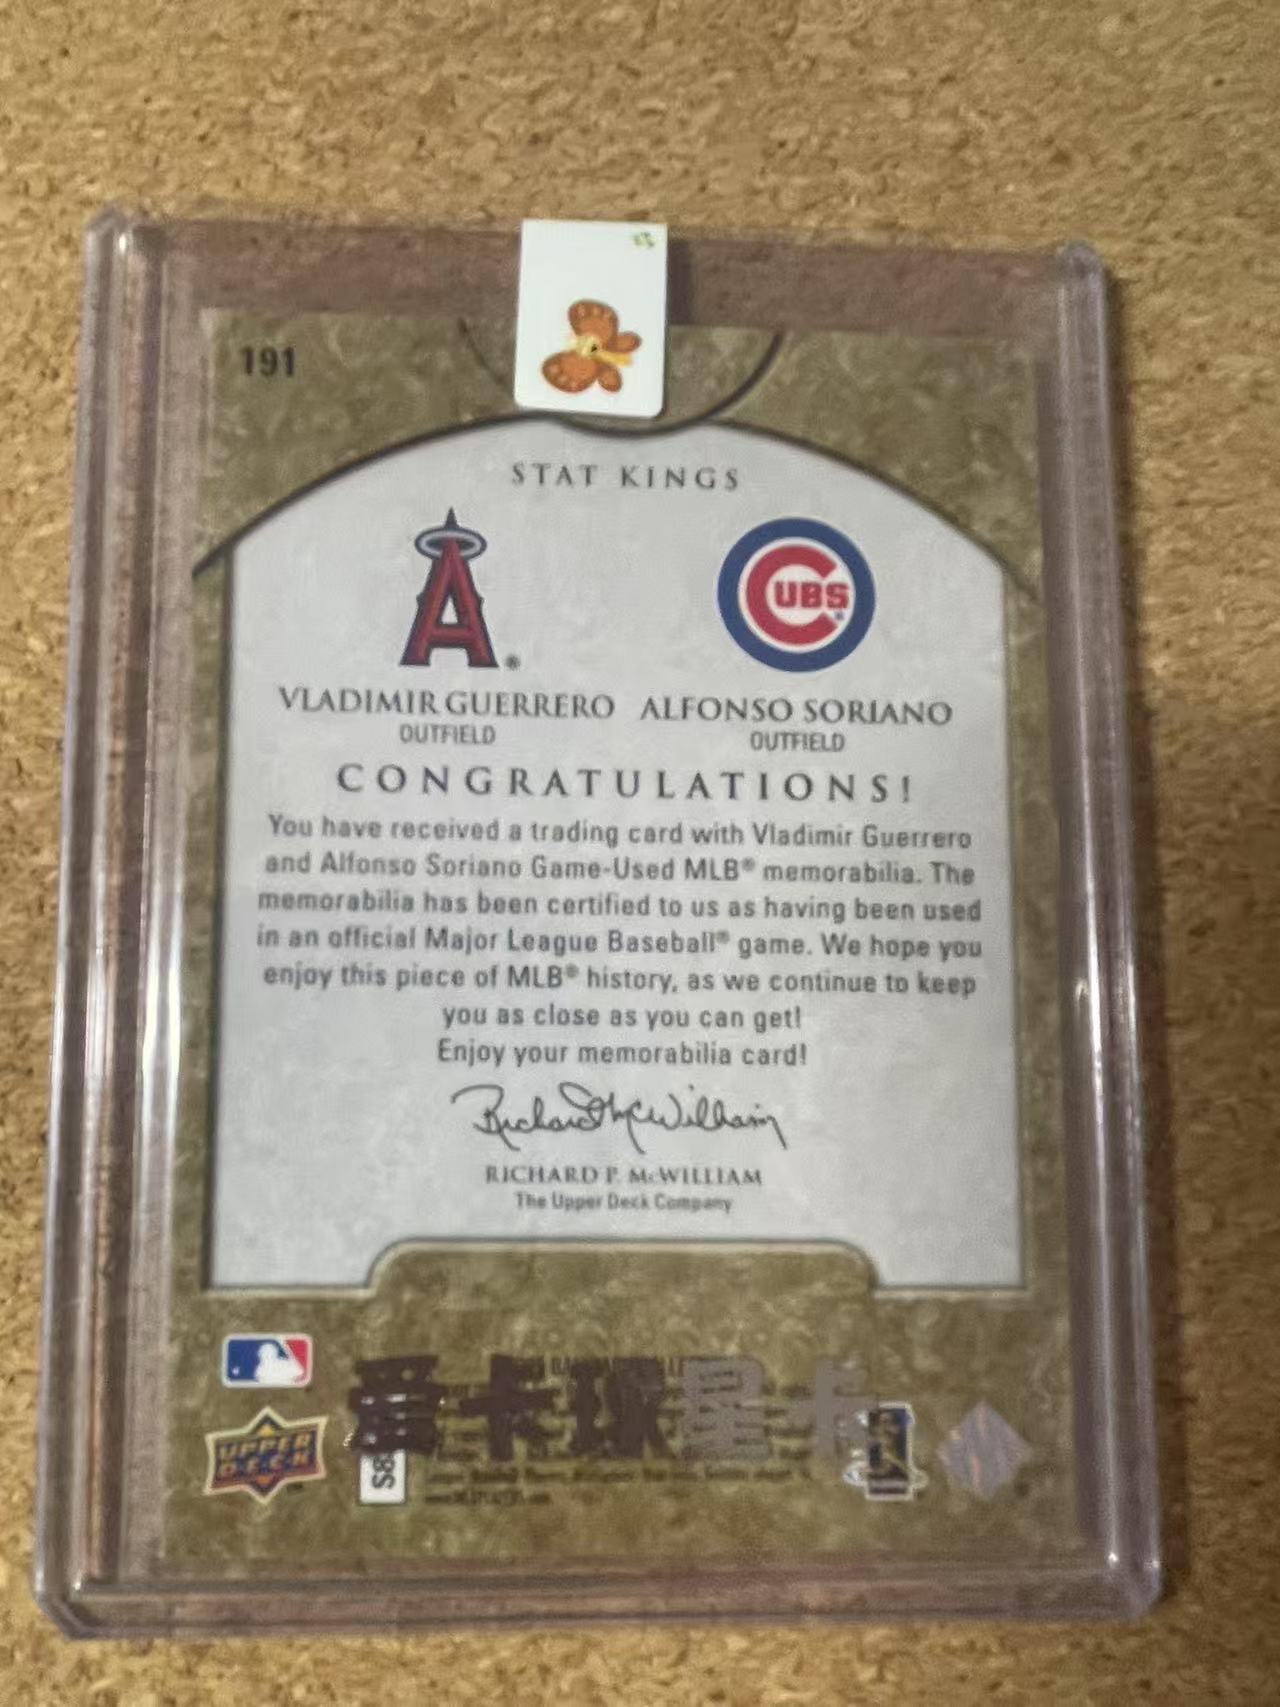 191
STAT KINGS
A®
CUBS
VLADIMIR GUERRERO ALFONSO SORIANO
OUTFIELD OUTFIELD
CONGRATULATIONS!
You have received a trading card with Vladimir Guerrero
and Alfonso Soriano Game-Used MLB® memorabilia. The
memorabilia has been certified to us as having been used
in an official Major League Baseball® game. We hope you
enjoy this piece of MLB® history, as we continue to keep
you as close as you can get!
Enjoy your memorabilia card!
Richard McWilliam
RICHARD P. McWILLIAM
The Upper Deck Company
爱卡球星卡
UPPER
DECK